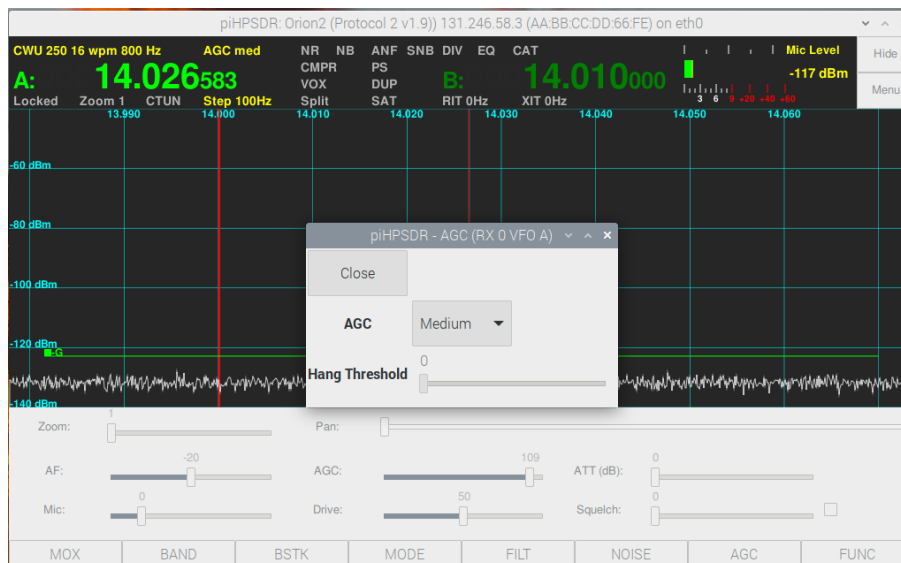 piHPSDR: Orion2 (Protocol 2 v1.9)) 131.246.58.3 (AA:BB:CC:DD:66:FE) on eth0
CWU 250 16 wpm 800 Hz AGC med NR NB ANF SNB DIV EQ CAT Mic Level Hide
CMPR PS
A: 14.026583 VOX DUP B: 14.010000 -117 dBm Menu
Locked Zoom 1 CTUN Step 100Hz Split SAT RIT 0Hz XIT 0Hz 3 6 9 +20 +40 +60
13.990 14.000 14.010 14.020 14.030 14.040 14.050 14.060
-60 dBm
-80 dBm
piHPSDR - AGC (RX 0 VFO A)
Close
-100 dBm
AGC Medium
-120 dBm
-G
0
Hang Threshold
-140 dBm
1
Zoom: Pan:
-20 109 0
AF: AGC: ATT (dB):
0 50 0
Mic: Drive: Squelch:
MOX BAND BSTK MODE FILT NOISE AGC FUNC